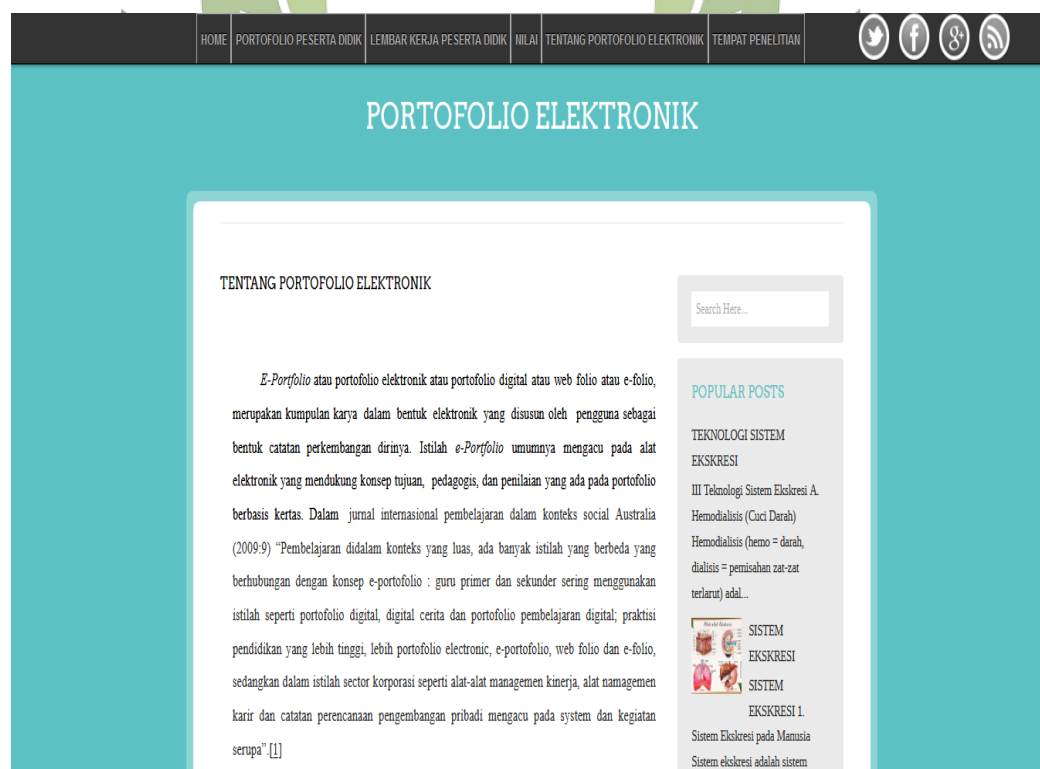 HOME PORTOFOLIO PESERTA DIDIK LEMBAR KERJA PESERTA DIDIK NILAI TENTANG PORTOFOLIO ELEKTRONIK TEMPAT PENELITIAN
PORTOFOLIO ELEKTRONIK
TENTANG PORTOFOLIO ELEKTRONIK
E-Portfolio atau portofolio elektronik atau portofolio digital atau web folio atau e-folio,
merupakan kumpulan karya dalam bentuk elektronik yang disusun oleh pengguna sebagai
bentuk catatan perkembangan dirinya. Istilah e-Portfolio umumnya mengacu pada alat
elektronik yang mendukung konsep tujuan, pedagogis, dan penilaian yang ada pada portofolio
berbasis kertas. Dalam jurnal internasional pembelajaran dalam konteks social Australia
(2009:9) “Pembelajaran didalam konteks yang luas, ada banyak istilah yang berbeda yang
berhubungan dengan konsep e-portofolio : guru primer dan sekunder sering menggunakan
istilah seperti portofolio digital, digital cerita dan portofolio pembelajaran digital; praktisi
pendidikan yang lebih tinggi, lebih portofolio electronic, e-portofolio, web folio dan e-folio,
sedangkan dalam istilah sector korporasi seperti alat-alat managemen kinerja, alat namagemen
karir dan catatan perencanaan pengembangan pribadi mengacu pada system dan kegiatan
serupa”.[1]
Search Here...
POPULAR POSTS
TEKNOLOGI SISTEM
EKSKRESI
III Teknologi Sistem Ekskresi A.
Hemodialisis (Cuci Darah)
Hemodialisis (hemo = darah,
dialisis = pemisahan zat-zat
terlarut) adal...
SISTEM
EKSKRESI
SISTEM
EKSKRESI 1.
Sistem Ekskresi pada Manusia
Sistem ekskresi adalah sistem